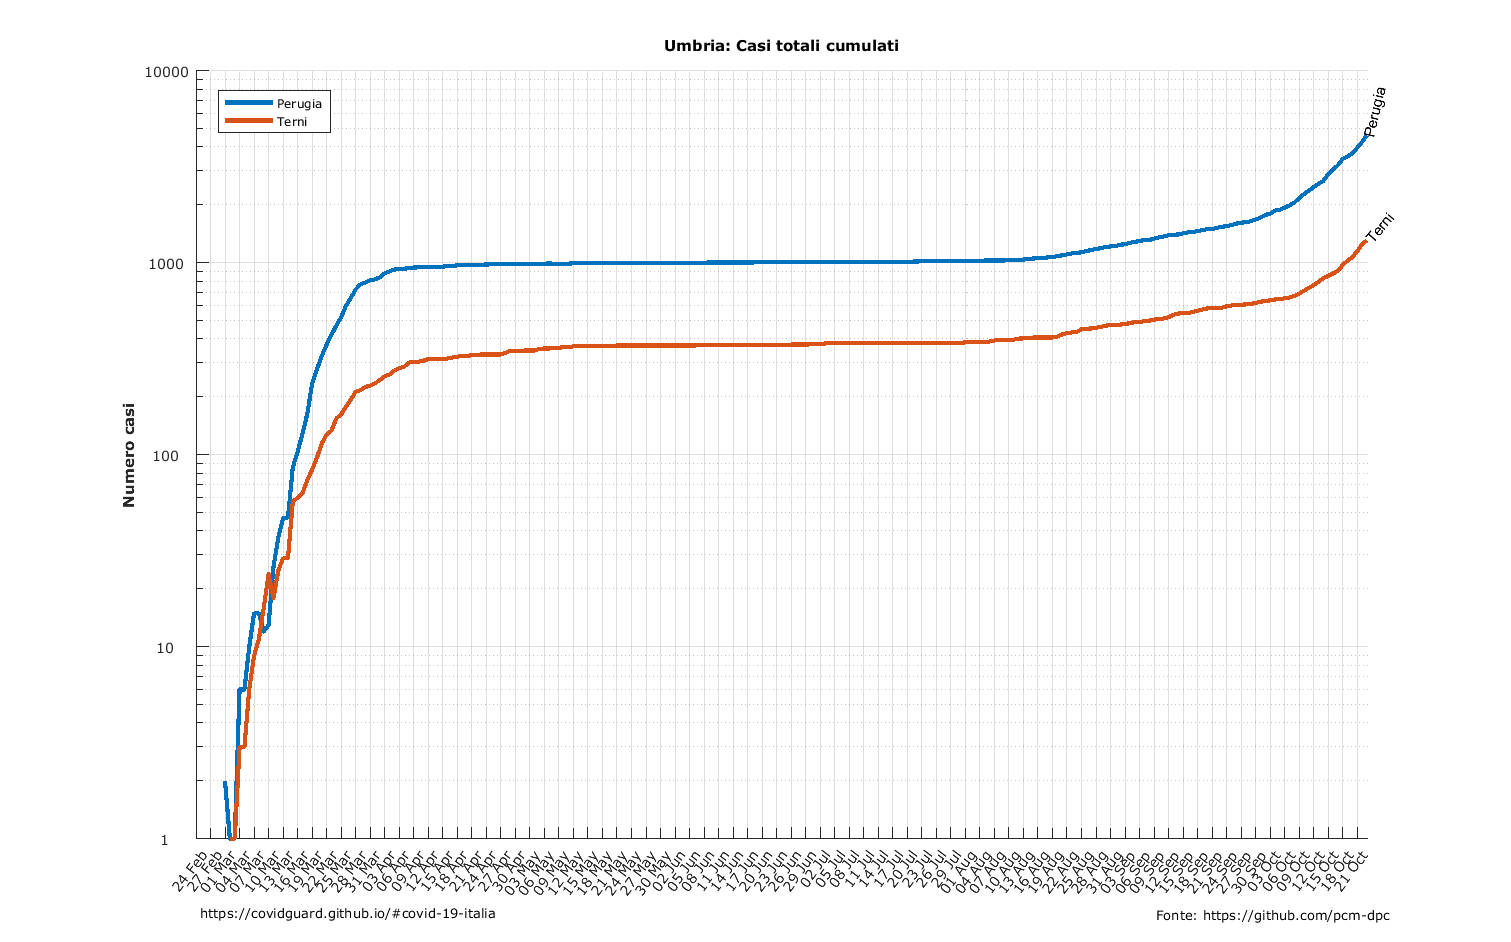 Umbria: Casi totali cumulati
10000
1000
100
10
1
Numero casi
Perugia
Terni
Perugia
Terni
24 Feb
27 Feb
01 Mar
04 Mar
07 Mar
10 Mar
13 Mar
16 Mar
19 Mar
22 Mar
25 Mar
28 Mar
31 Mar
03 Apr
06 Apr
09 Apr
12 Apr
15 Apr
18 Apr
21 Apr
24 Apr
27 Apr
30 Apr
03 May
06 May
09 May
12 May
15 May
18 May
21 May
24 May
27 May
30 May
02 Jun
05 Jun
08 Jun
11 Jun
14 Jun
17 Jun
20 Jun
23 Jun
26 Jun
29 Jun
02 Jul
05 Jul
08 Jul
11 Jul
14 Jul
17 Jul
20 Jul
23 Jul
26 Jul
29 Jul
01 Aug
04 Aug
07 Aug
10 Aug
13 Aug
16 Aug
19 Aug
22 Aug
25 Aug
28 Aug
31 Aug
03 Sep
06 Sep
09 Sep
12 Sep
15 Sep
18 Sep
21 Sep
24 Sep
27 Sep
30 Sep
03 Oct
06 Oct
09 Oct
12 Oct
15 Oct
18 Oct
21 Oct
https://covidguard.github.io/#covid-19-italia
Fonte: https://github.com/pcm-dpc